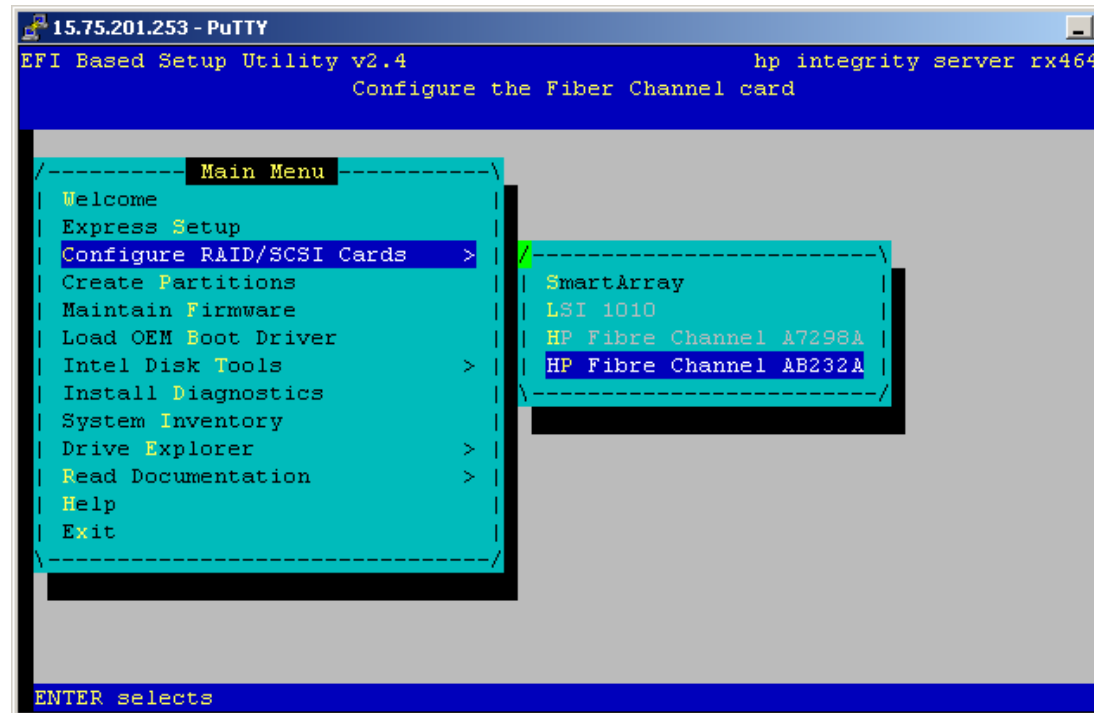 15.75.201.253 - PuTTY
EFI Based Setup Utility v2.4 hp integrity server rx464
Configure the Fiber Channel card
Main Menu
Welcome
Express Setup
Configure RAID/SCSI Cards >
Create Partitions
Maintain Firmware
Load OEM Boot Driver
Intel Disk Tools >
Install Diagnostics
System Inventory
Drive Explorer >
Read Documentation >
Help
Exit
SmartArray
LSI 1010
HP Fibre Channel A7298A
HP Fibre Channel AB232A
ENTER selects